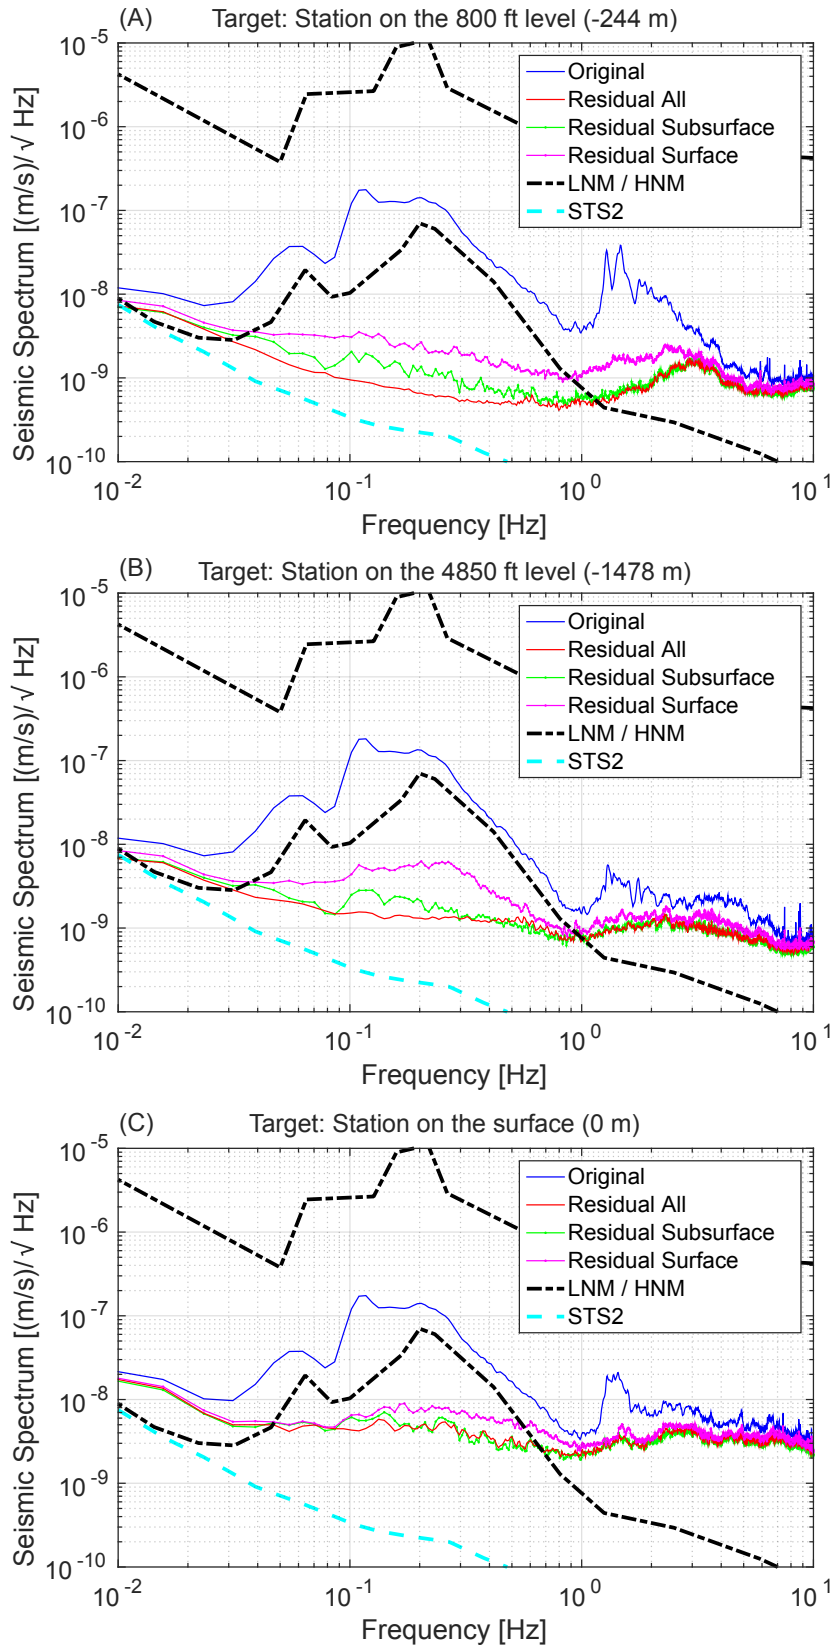 (A) Target: Station on the 800 ft level (-244 m)
Seismic Spectrum [(m/s)/√ Hz]
10^-5
10^-6
10^-7
10^-8
10^-9
10^-10
Original
Residual All
Residual Subsurface
Residual Surface
LNM / HNM
STS2
10^-2 10^-1 10^0 10^1
Frequency [Hz]
(B) Target: Station on the 4850 ft level (-1478 m)
Seismic Spectrum [(m/s)/√ Hz]
10^-5
10^-6
10^-7
10^-8
10^-9
10^-10
Original
Residual All
Residual Subsurface
Residual Surface
LNM / HNM
STS2
10^-2 10^-1 10^0 10^1
Frequency [Hz]
(C) Target: Station on the surface (0 m)
Seismic Spectrum [(m/s)/√ Hz]
10^-5
10^-6
10^-7
10^-8
10^-9
10^-10
Original
Residual All
Residual Subsurface
Residual Surface
LNM / HNM
STS2
10^-2 10^-1 10^0 10^1
Frequency [Hz]